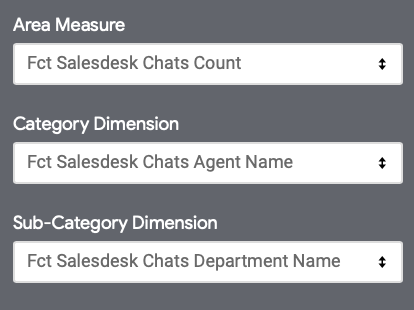 Area Measure
Fct Salesdesk Chats Count
Category Dimension
Fct Salesdesk Chats Agent Name
Sub-Category Dimension
Fct Salesdesk Chats Department Name